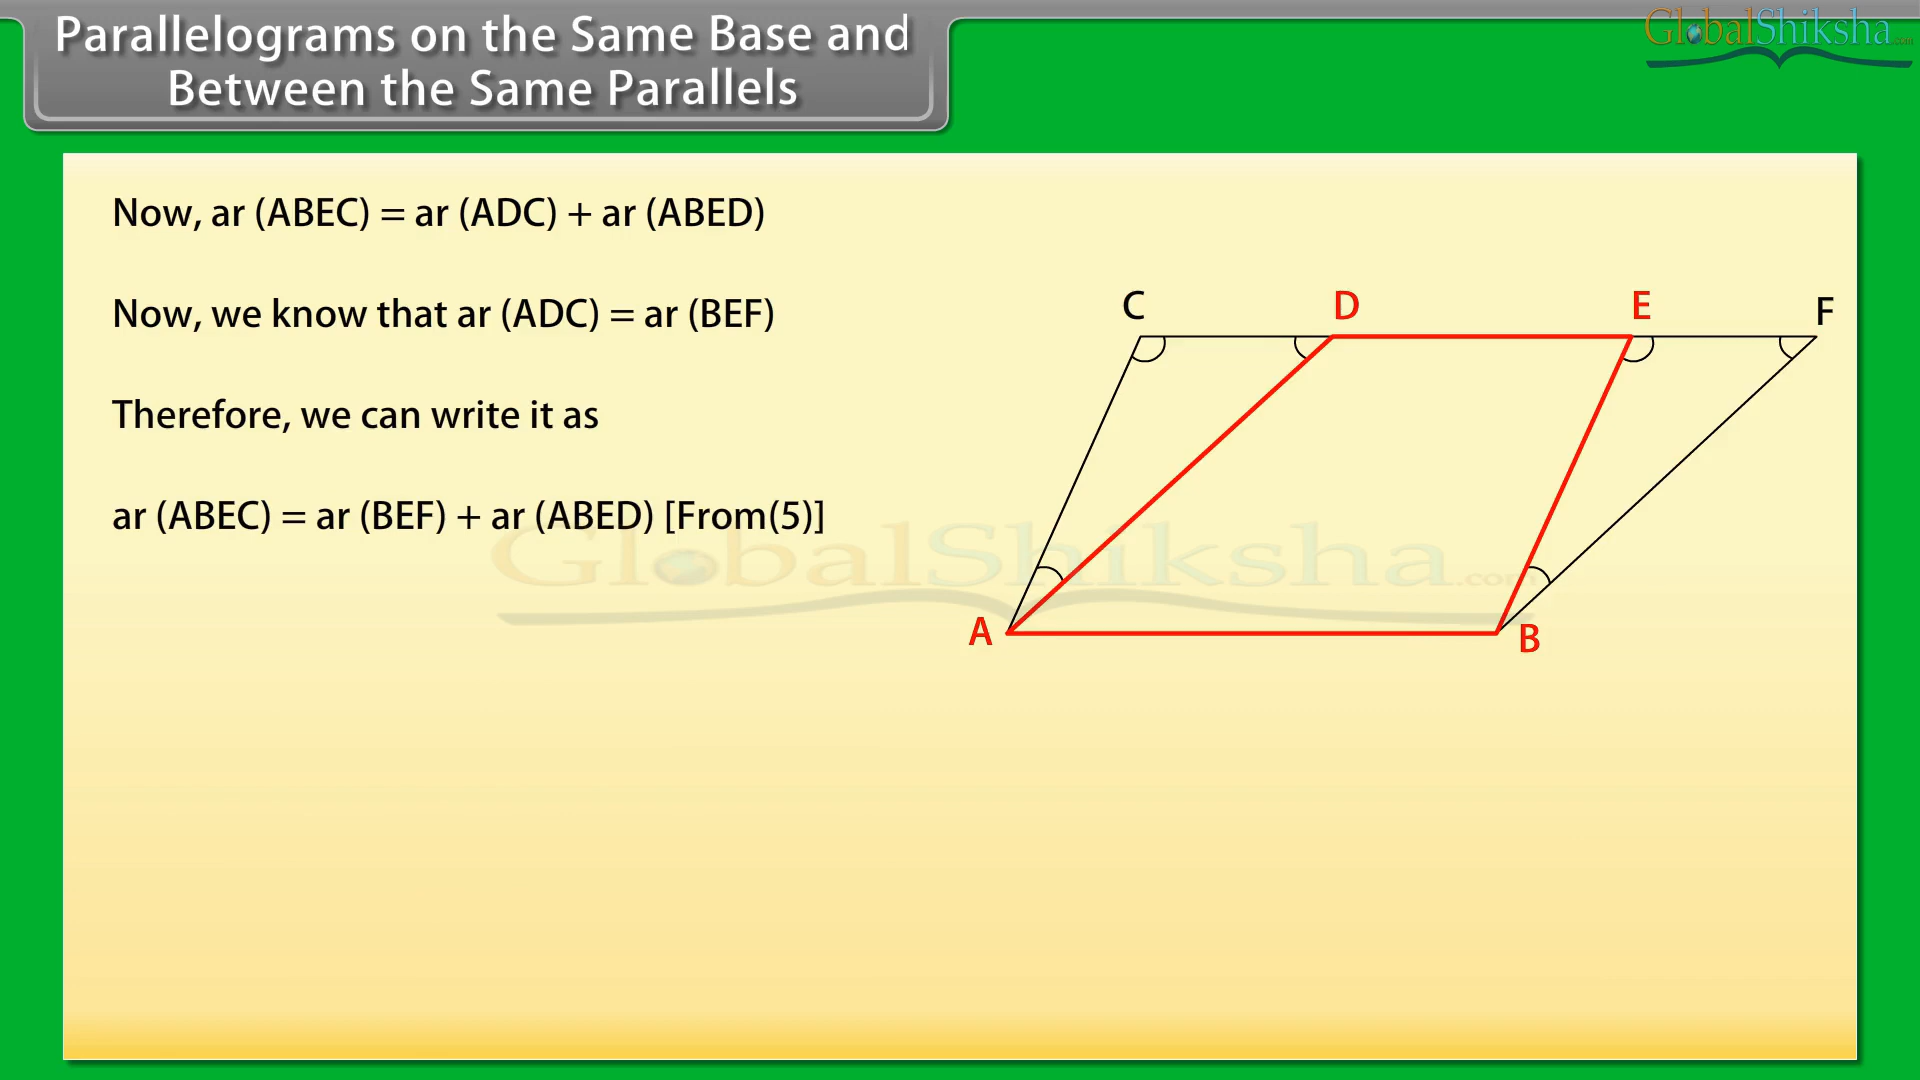 Parallelograms on the Same Base and
Between the Same Parallels
GlobalShiksha.com
Now, ar (ABEC) = ar (ADC) + ar (ABED)
Now, we know that ar (ADC) = ar (BEF)
Therefore, we can write it as
ar (ABEC) = ar (BEF) + ar (ABED) [From(5)]
C D E F
A B
GlobalShiksha.com